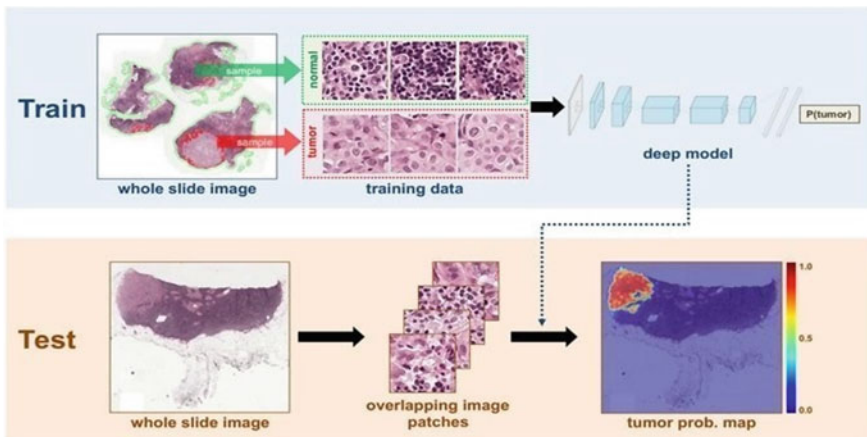 Train
sample
sample
normal
tumor
whole slide image
training data
deep model
P(tumor)
Test
whole slide image
overlapping image
patches
tumor prob. map
1.0
0.5
0.0